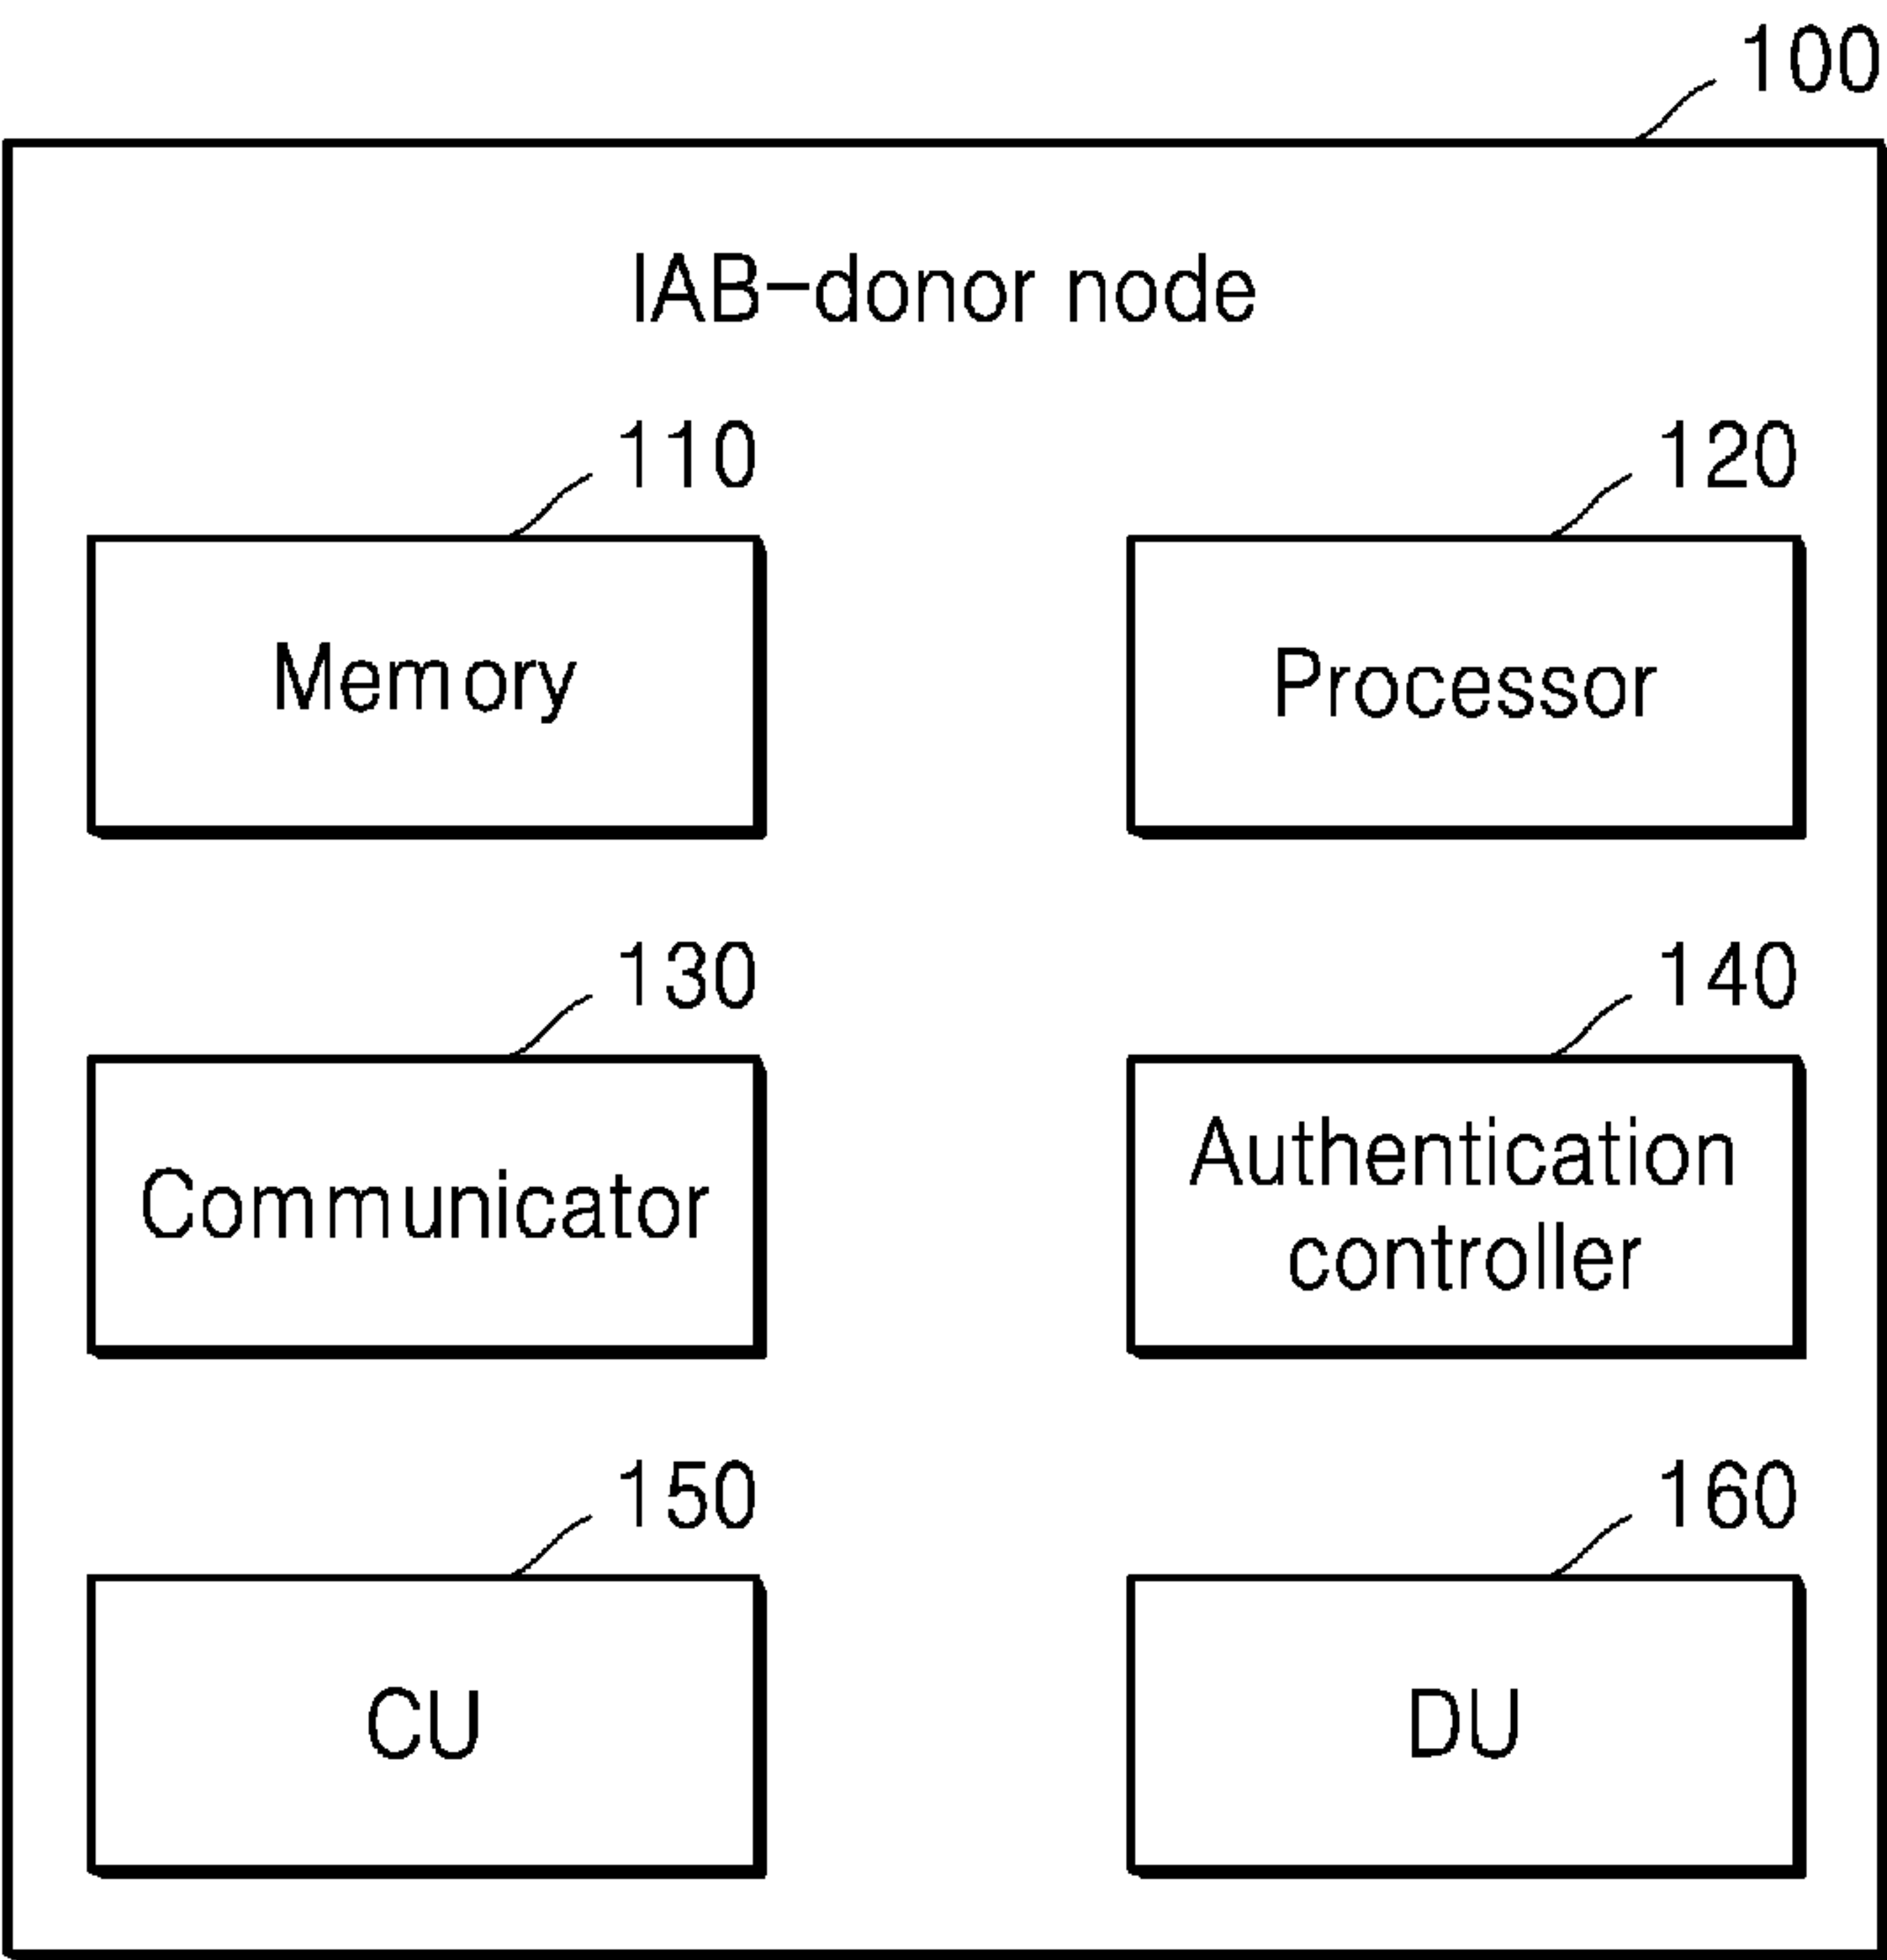 100
IAB-donor node
110
120
Memory
Processor
130
140
Communicator
Authentication
controller
150
160
CU
DU